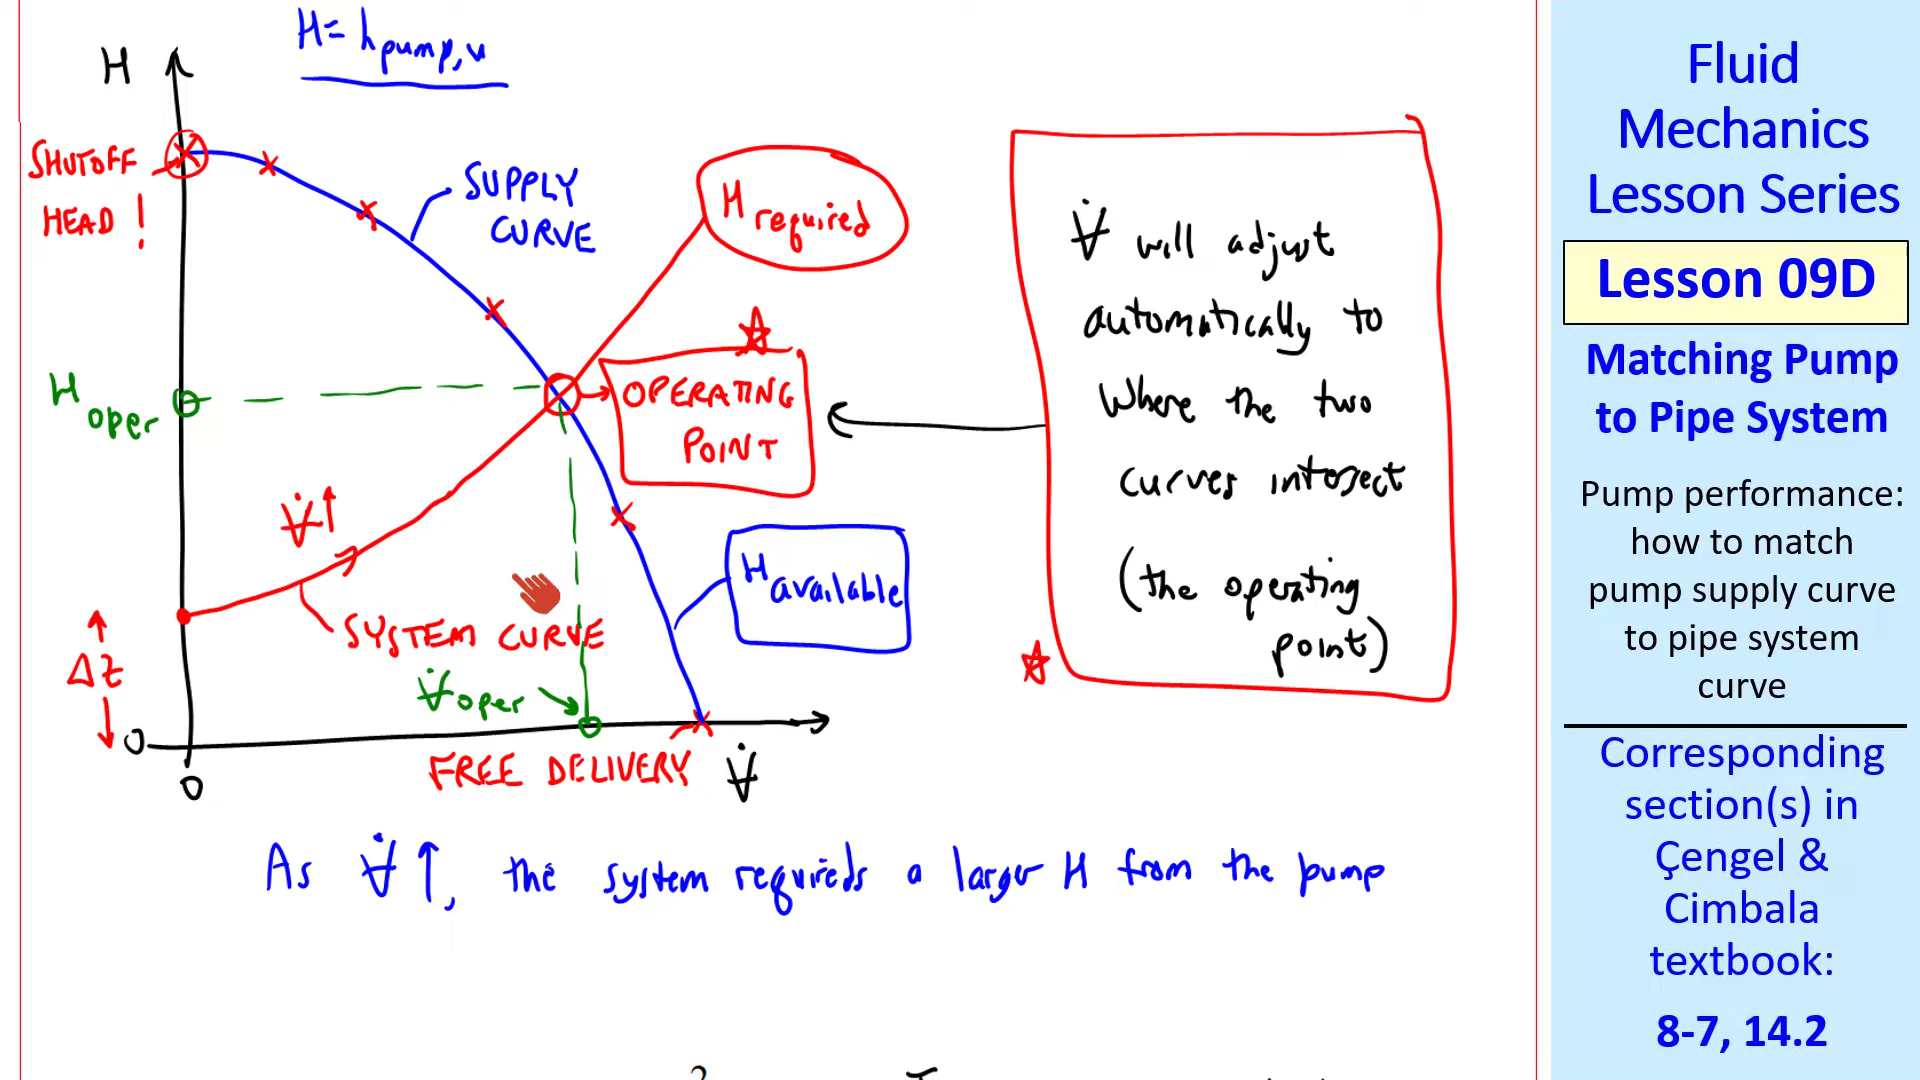 H = h pump,u
H
SHUTOFF
HEAD !
SUPPLY
CURVE
H required
H oper
OPERATING
POINT
V̇↑
H available
SYSTEM CURVE
ΔZ
V̇ oper
0
0
FREE DELIVERY
V̇
As V̇↑, the system requireds a larger H from the pump
V̇ will adjust
automatically to
where the two
curves intersect
(the operating
point)
2
Fluid
Mechanics
Lesson Series
Lesson 09D
Matching Pump
to Pipe System
Pump performance:
how to match
pump supply curve
to pipe system
curve
Corresponding
section(s) in
Çengel &
Cimbala
textbook:
8-7, 14.2